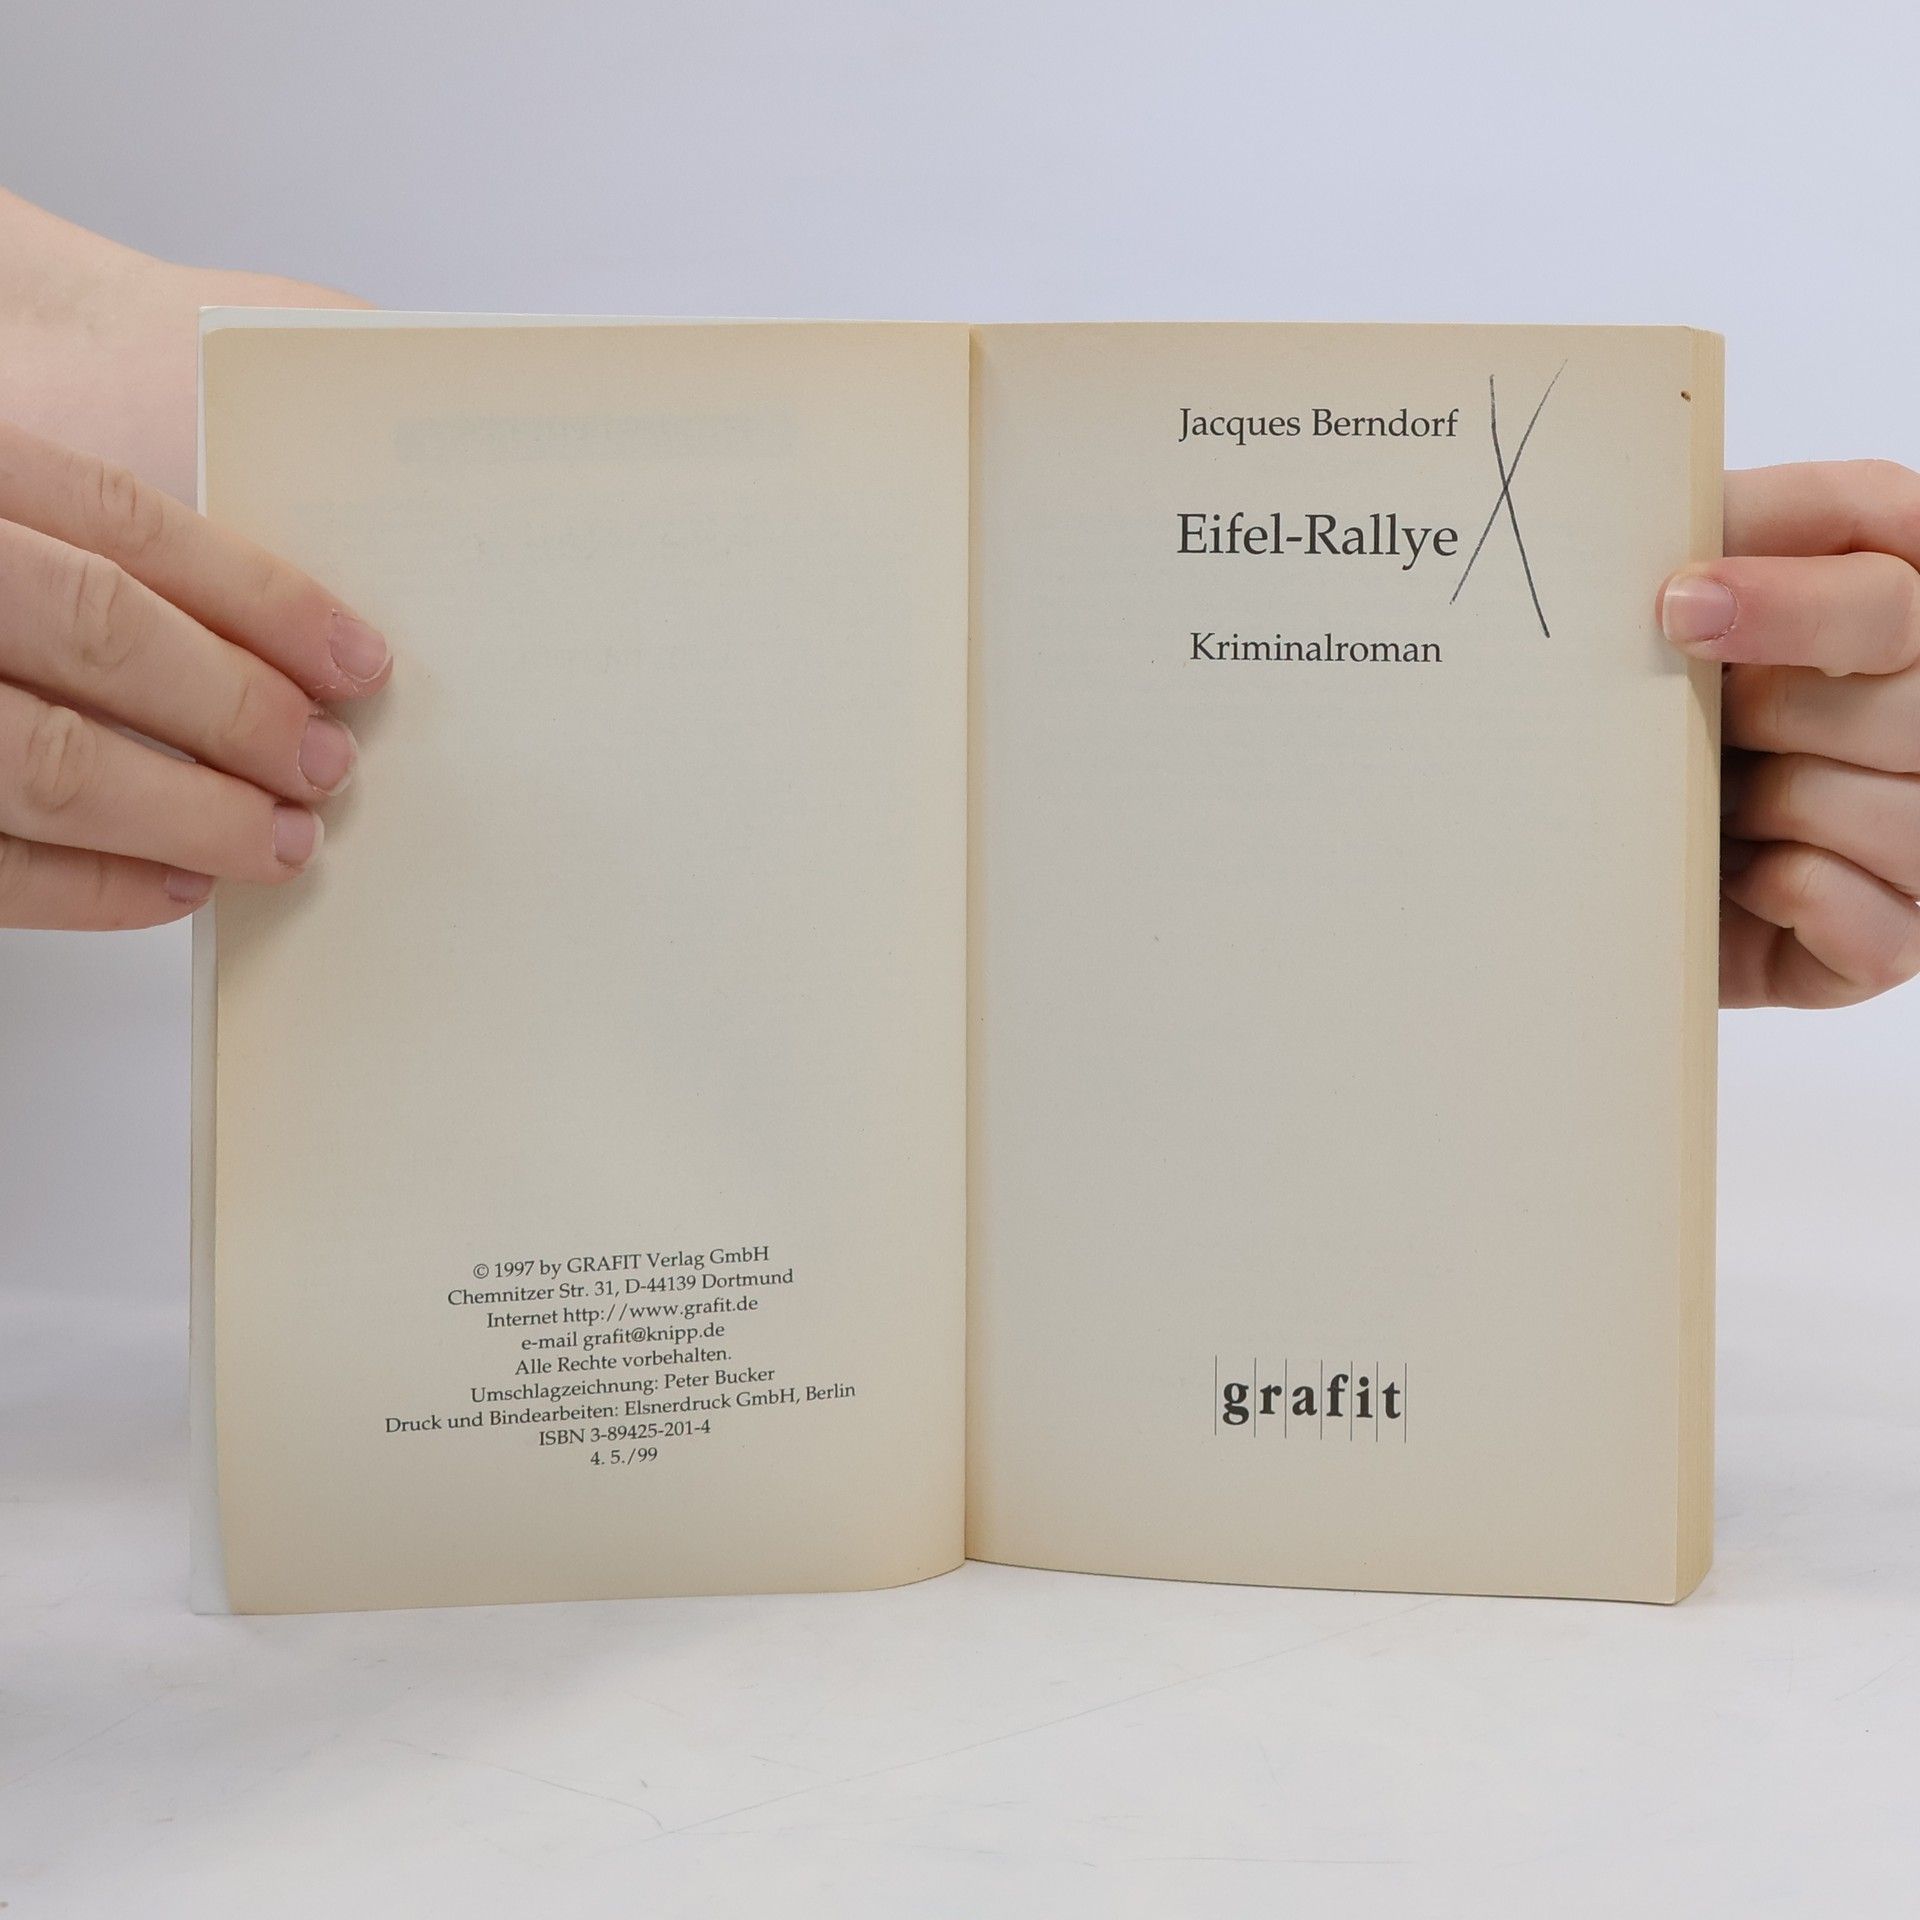 © 1997 by GRAFIT Verlag GmbH
Chemnitzer Str. 31, D-44139 Dortmund
Internet http://www.grafit.de
e-mail grafit@knipp.de
Alle Rechte vorbehalten.
Umschlagzeichnung: Peter Bucker
Druck und Bindearbeiten: Elsnerdruck GmbH, Berlin
ISBN 3-89425-201-4
4. 5./99
Jacques Berndorf
Eifel-Rallye
Kriminalroman
grafit